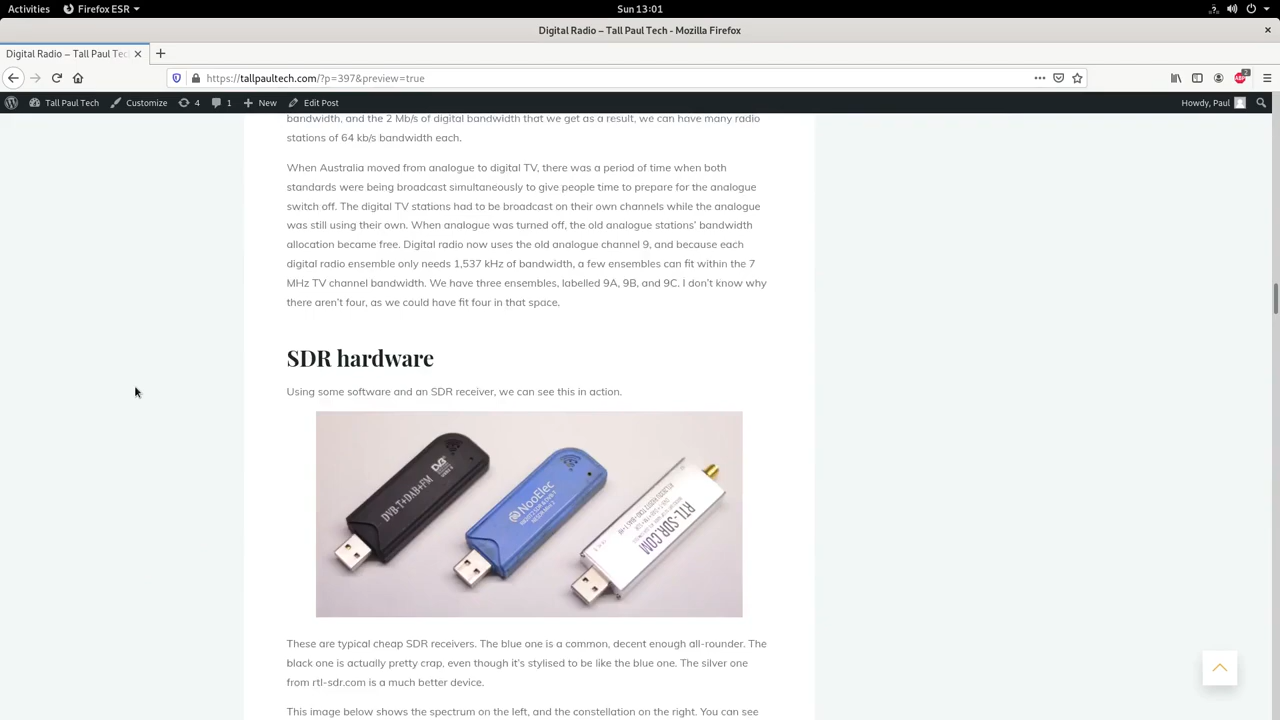 Activities
Firefox ESR
Sun 13:01
Digital Radio – Tall Paul Tech - Mozilla Firefox
Digital Radio – Tall Paul Tec
https://tallpaultech.com/?p=397&preview=true
Tall Paul Tech
Customize
4
1
New
Edit Post
Howdy, Paul
bandwidth, and the 2 Mb/s of digital bandwidth that we get as a result, we can have many radio
stations of 64 kb/s bandwidth each.
When Australia moved from analogue to digital TV, there was a period of time when both
standards were being broadcast simultaneously to give people time to prepare for the analogue
switch off. The digital TV stations had to be broadcast on their own channels while the analogue
was still using their own. When analogue was turned off, the old analogue stations’ bandwidth
allocation became free. Digital radio now uses the old analogue channel 9, and because each
digital radio ensemble only needs 1,537 kHz of bandwidth, a few ensembles can fit within the 7
MHz TV channel bandwidth. We have three ensembles, labelled 9A, 9B, and 9C. I don’t know why
there aren’t four, as we could have fit four in that space.
SDR hardware
Using some software and an SDR receiver, we can see this in action.
DVB-T+DAB+FM
NooElec
RTL-SDR.COM
These are typical cheap SDR receivers. The blue one is a common, decent enough all-rounder. The
black one is actually pretty crap, even though it’s stylised to be like the blue one. The silver one
from rtl-sdr.com is a much better device.
This image below shows the spectrum on the left, and the constellation on the right. You can see